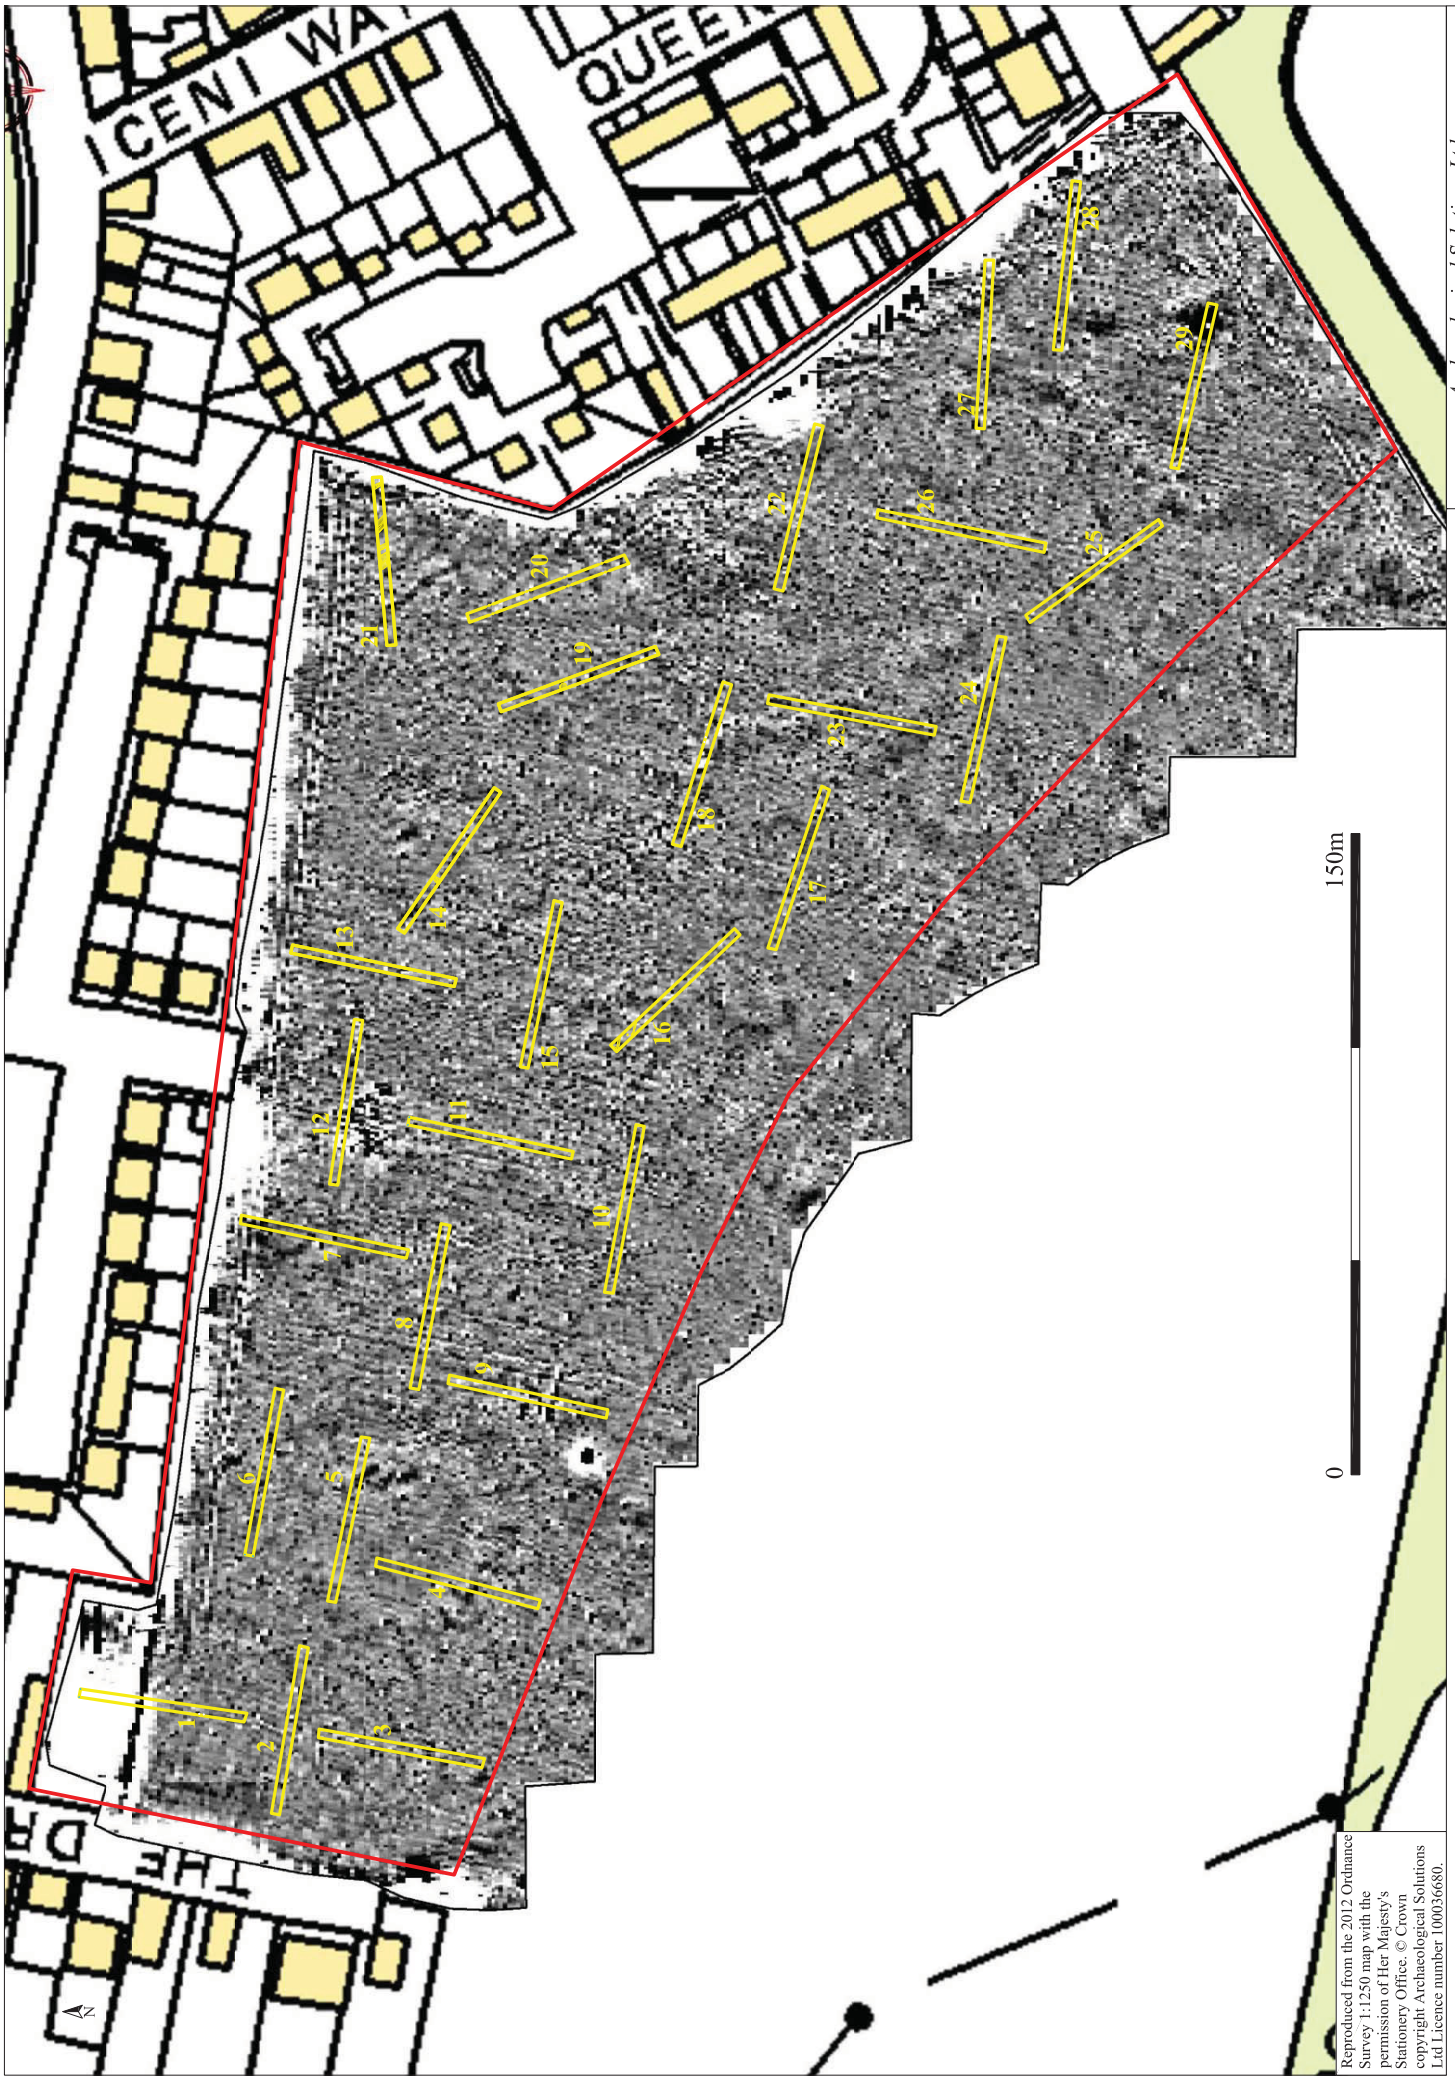 ICENI WA
QUEEN
HE DR
N
1
2
3
4
5
6
7
8
9
10
11
12
13
14
15
16
17
18
19
20
21
22
23
24
25
26
27
28
29
0 150m
Reproduced from the 2012 Ordnance
Survey 1:1250 map with the
permission of Her Majesty's
Stationery Office. © Crown
copyright Archaeological Solutions
Ltd Licence number 100036680.